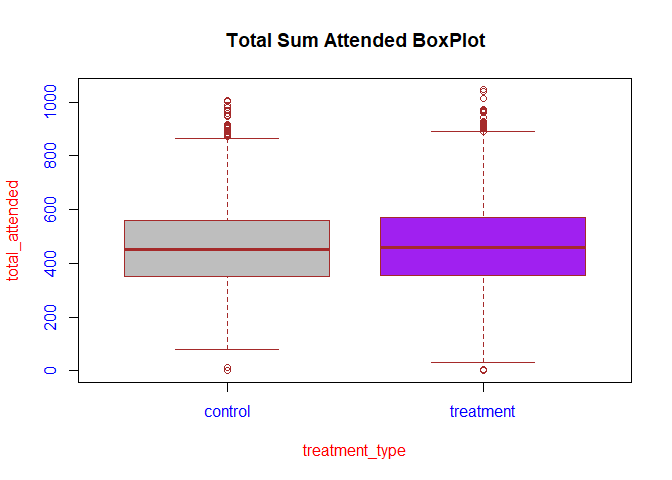 Total Sum Attended BoxPlot
total_attended
1000
800
600
400
200
0
control
treatment
treatment_type